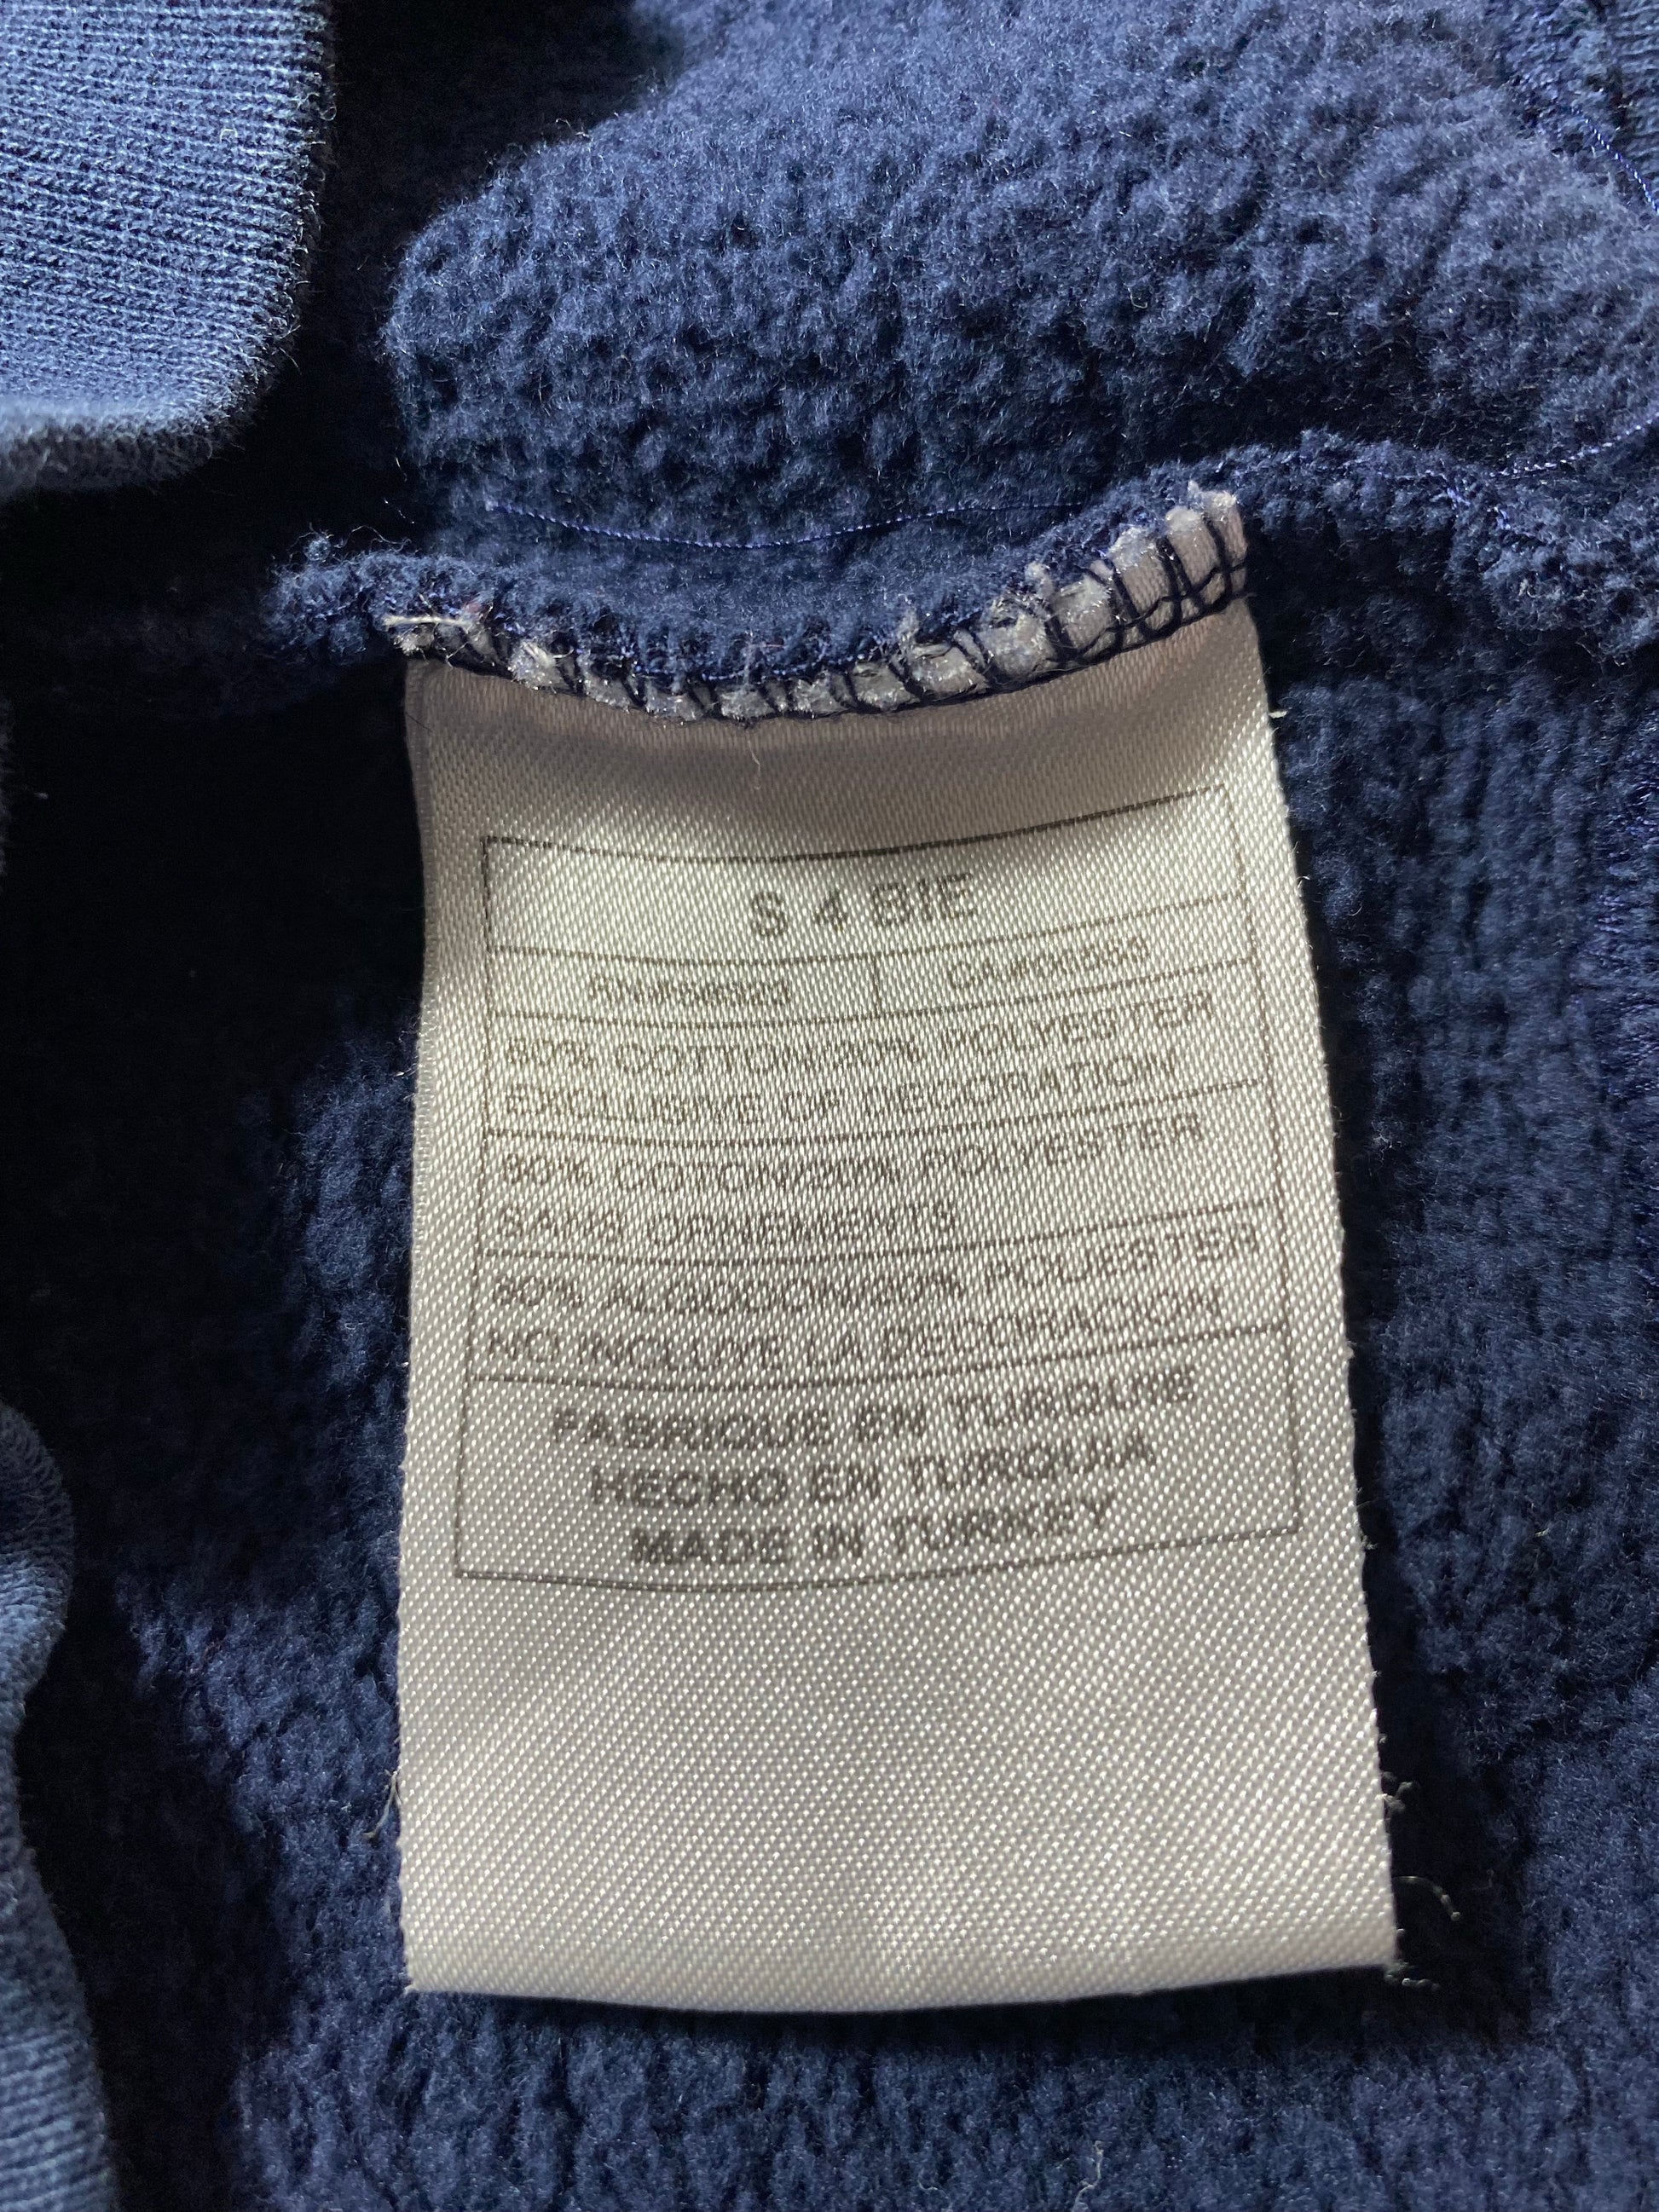 S 4 BIE
80% COTTON/20% POLYESTER
EXCLUSIVE OF DECORATION
80% COTTON/20% POLYESTER
SANS ORNEMENTS
80% ALGODON/20% POLIESTER
NO INCLUYE LA DECORACION
FABRIQUE EN TURQUIE
HECHO EN TURQUIA
MADE IN TURKEY